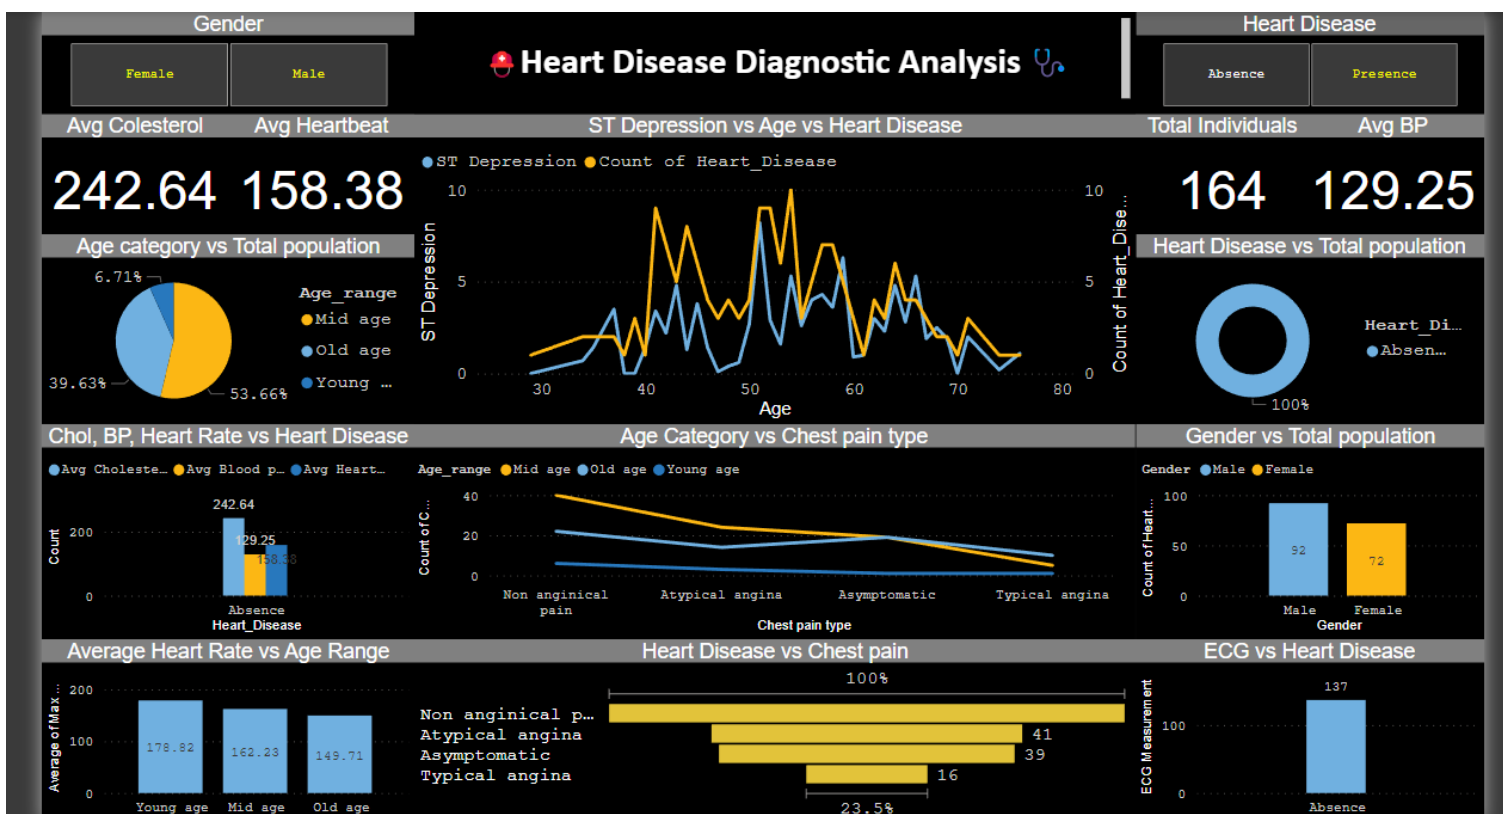 Gender
Female
Male
Heart Disease Diagnostic Analysis
Heart Disease
Absence
Presence
Avg Colesterol
Avg Heartbeat
242.64
158.38
ST Depression vs Age vs Heart Disease
ST Depression
Count of Heart_Disease
ST Depression
10
5
0
10
5
0
Count of Heart_Dise...
30 40 50 60 70 80
Age
Total Individuals
Avg BP
164
129.25
Age category vs Total population
6.71%
39.63%
53.66%
Age_range
Mid age
Old age
Young ...
Heart Disease vs Total population
Heart_Di...
Absen...
100%
Chol, BP, Heart Rate vs Heart Disease
Avg Choleste... Avg Blood p... Avg Heart...
Count
200
0
242.64
129.25
158.38
Absence
Heart_Disease
Age Category vs Chest pain type
Age_range Mid age Old age Young age
Count of C...
40
20
0
Non anginical
pain
Atypical angina
Asymptomatic
Typical angina
Chest pain type
Gender vs Total population
Gender Male Female
Count of Heart...
100
50
0
92
72
Male
Female
Gender
Average Heart Rate vs Age Range
Average of Max ...
200
100
0
178.82
162.23
149.71
Young age
Mid age
Old age
Heart Disease vs Chest pain
100%
Non anginical p...
Atypical angina
41
Asymptomatic
39
Typical angina
16
23.5%
ECG vs Heart Disease
ECG Measurement
100
0
137
Absence